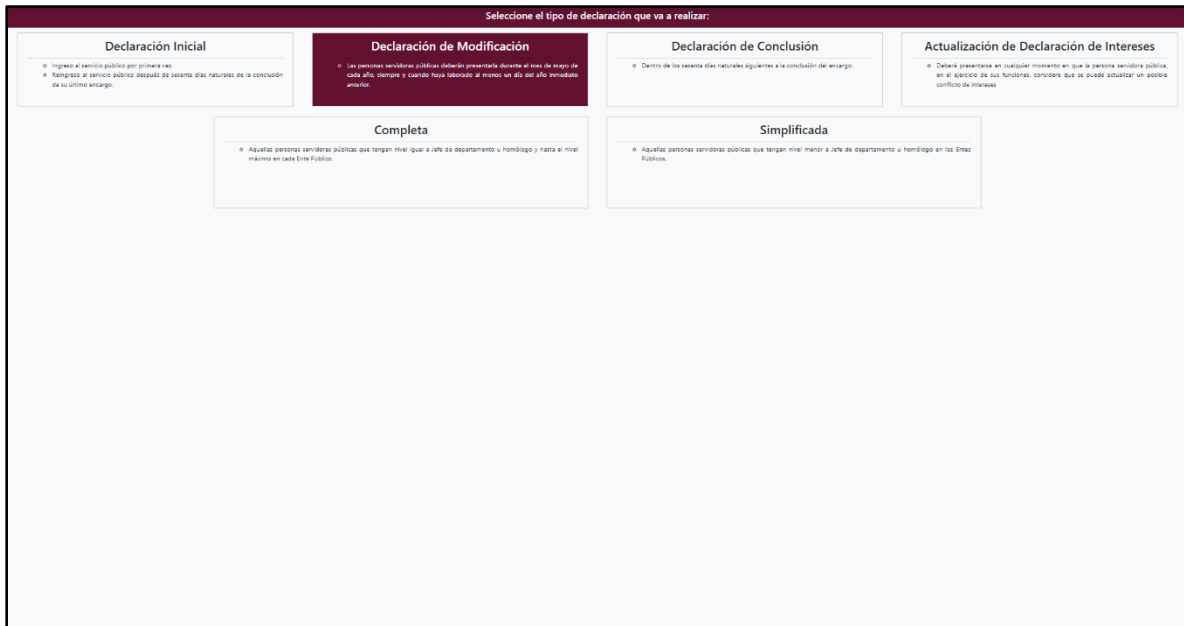 Seleccione el tipo de declaración que va a realizar:
Declaración Inicial
o Ingreso al servicio público por primera vez.
o Reingreso al servicio público después de sesenta días naturales de la conclusión
de su último encargo.
Declaración de Modificación
o Las personas servidoras públicas deberán presentarla durante el mes de mayo de
cada año, siempre y cuando haya laborado al menos un día del año inmediato
anterior.
Declaración de Conclusión
o Dentro de los sesenta días naturales siguientes a la conclusión del encargo.
Actualización de Declaración de Intereses
o Deberá presentarse en cualquier momento en que la persona servidora pública,
en el ejercicio de sus funciones, considere que se puede actualizar un posible
conflicto de Intereses
Completa
o Aquellas personas servidoras públicas que tengan nivel igual a Jefe de departamento u homólogo y hasta el nivel
máximo en cada Ente Público.
Simplificada
o Aquellas personas servidoras públicas que tengan nivel menor a Jefe de departamento u homólogo en los Entes
Públicos.